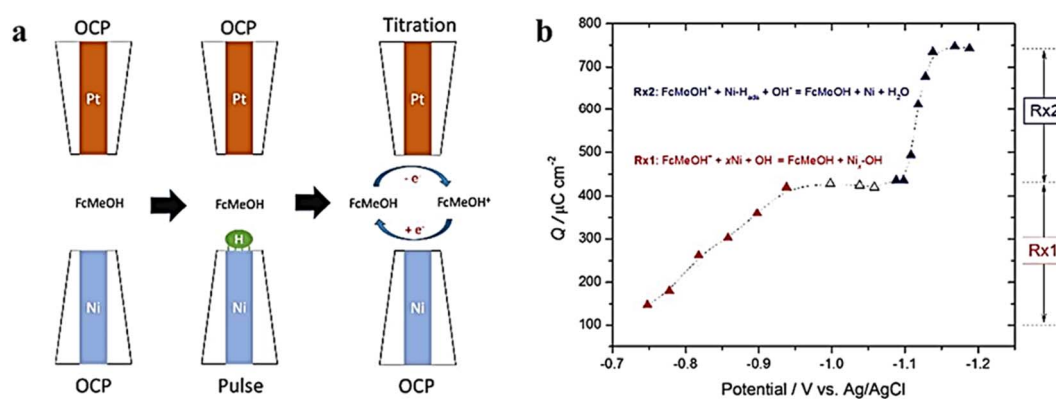 a
OCP
OCP
Titration
Pt
Pt
Pt
FcMeOH
FcMeOH
FcMeOH
- e⁻
FcMeOH⁺
+ e⁻
H
Ni
Ni
Ni
OCP
Pulse
OCP
b
800
700
600
500
400
300
200
100
Q / μC cm⁻²
Rx2: FcMeOH⁺ + Ni-Hads + OH⁻ = FcMeOH + Ni + H₂O
Rx1: FcMeOH⁺ + xNi + OH⁻ = FcMeOH + Niₓ-OH
-0.7
-0.8
-0.9
-1.0
-1.1
-1.2
Potential / V vs. Ag/AgCl
Rx2
Rx1